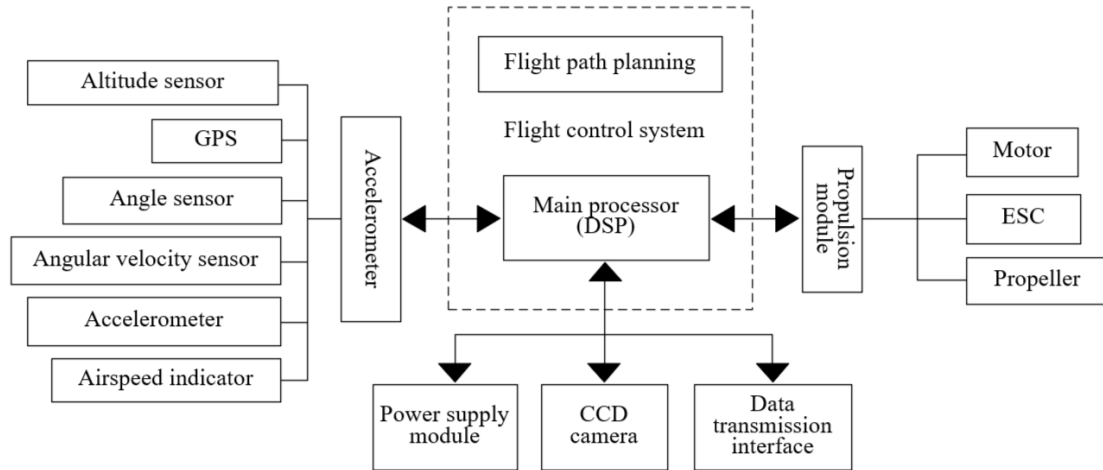 Altitude sensor
GPS
Angle sensor
Angular velocity sensor
Accelerometer
Airspeed indicator
Accelerometer
Flight path planning
Flight control system
Main processor
(DSP)
Propulsion
module
Motor
ESC
Propeller
Power supply
module
CCD
camera
Data
transmission
interface